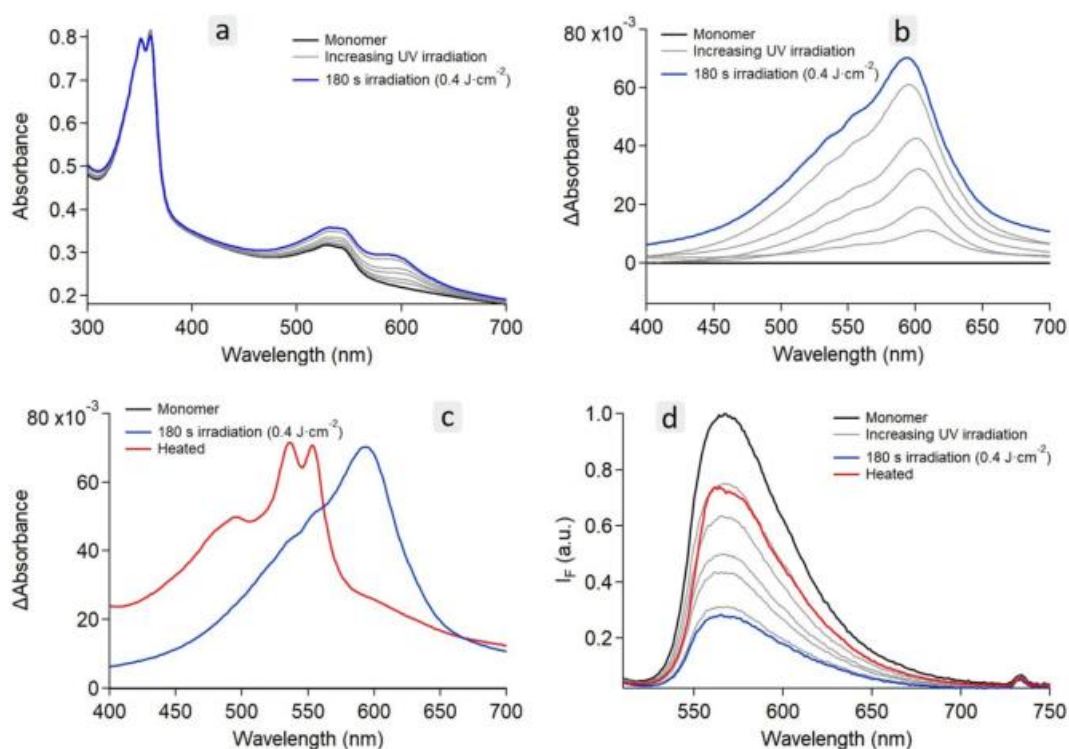 a
0.8
0.7
0.6
0.5
0.4
0.3
0.2
Absorbance
Monomer
Increasing UV irradiation
180 s irradiation (0.4 J·cm-2)
300 400 500 600 700
Wavelength (nm)
b
80 x10-3
60
40
20
0
ΔAbsorbance
Monomer
Increasing UV irradiation
180 s irradiation (0.4 J·cm-2)
400 450 500 550 600 650 700
Wavelength (nm)
c
80 x10-3
60
40
20
0
ΔAbsorbance
Monomer
180 s irradiation (0.4 J·cm-2)
Heated
400 450 500 550 600 650 700
Wavelength (nm)
d
1.0
0.8
0.6
0.4
0.2
IF (a.u.)
Monomer
Increasing UV irradiation
180 s irradiation (0.4 J·cm-2)
Heated
550 600 650 700 750
Wavelength (nm)